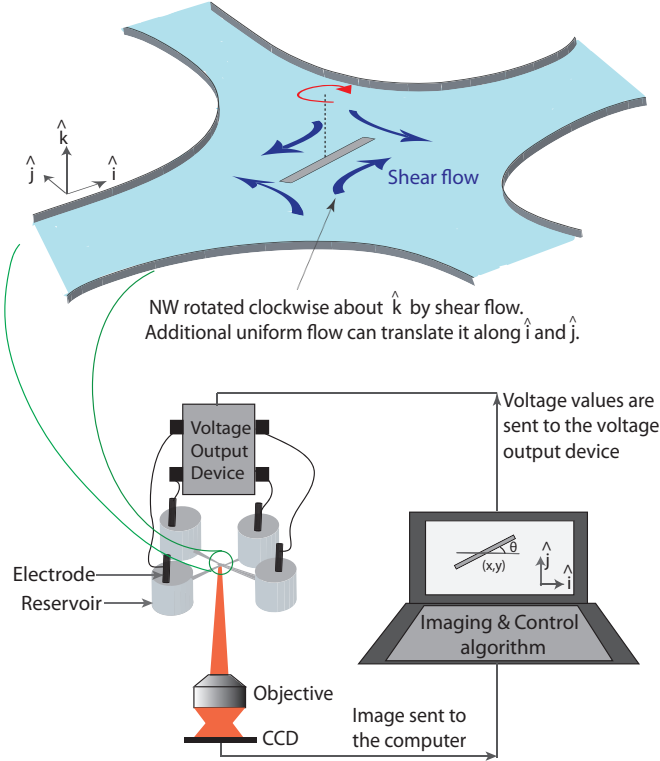 k̂
ĵ
î
Shear flow
NW rotated clockwise about k̂ by shear flow.
Additional uniform flow can translate it along î and ĵ.
Voltage
Output
Device
Voltage values are
sent to the voltage
output device
Electrode
Reservoir
θ
(x,y)
ĵ
î
Imaging & Control
algorithm
Objective
CCD
Image sent to
the computer